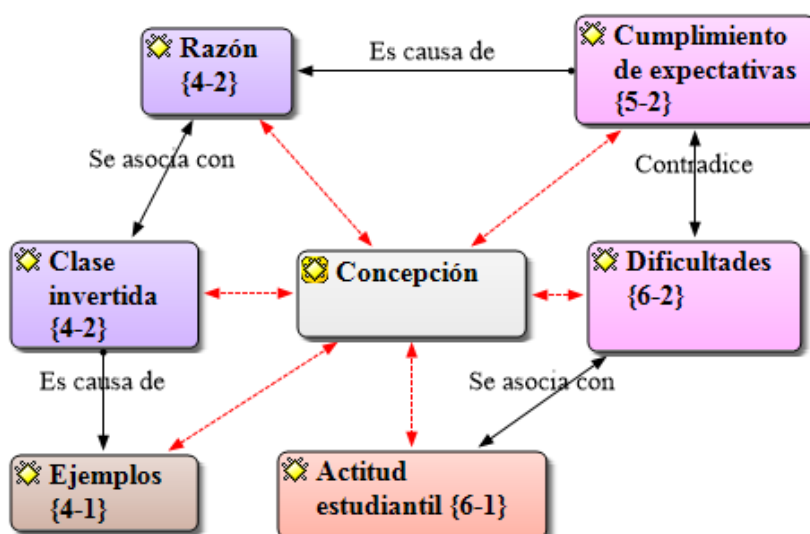 Razón
{4-2}
Es causa de
Cumplimiento
de expectativas
{5-2}
Se asocia con
Contradice
Clase
invertida
{4-2}
Concepción
Dificultades
{6-2}
Es causa de
Se asocia con
Ejemplos
{4-1}
Actitud
estudiantil {6-1}